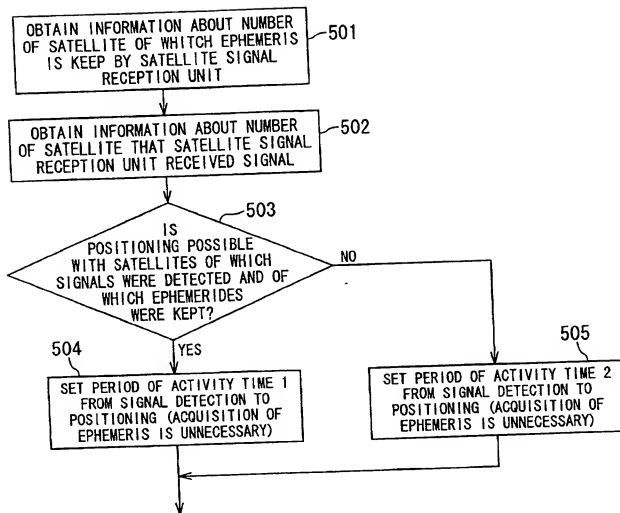 OBTAIN INFORMATION ABOUT NUMBER
OF SATELLITE OF WHITCH EPHEMERIS
IS KEEP BY SATELLITE SIGNAL
RECEPTION UNIT
501
OBTAIN INFORMATION ABOUT NUMBER
OF SATELLITE THAT SATELLITE SIGNAL
RECEPTION UNIT RECEIVED SIGNAL
502
503
IS
POSITIONING POSSIBLE
WITH SATELLITES OF WHICH
SIGNALS WERE DETECTED AND OF
WHICH EPHEMERIDES
WERE KEPT?
NO
YES
504
SET PERIOD OF ACTIVITY TIME 1
FROM SIGNAL DETECTION TO
POSITIONING (ACQUISITION OF
EPHEMERIS IS UNNECESSARY)
505
SET PERIOD OF ACTIVITY TIME 2
FROM SIGNAL DETECTION TO
POSITIONING (ACQUISITION OF
EPHEMERIS IS UNNECESSARY)